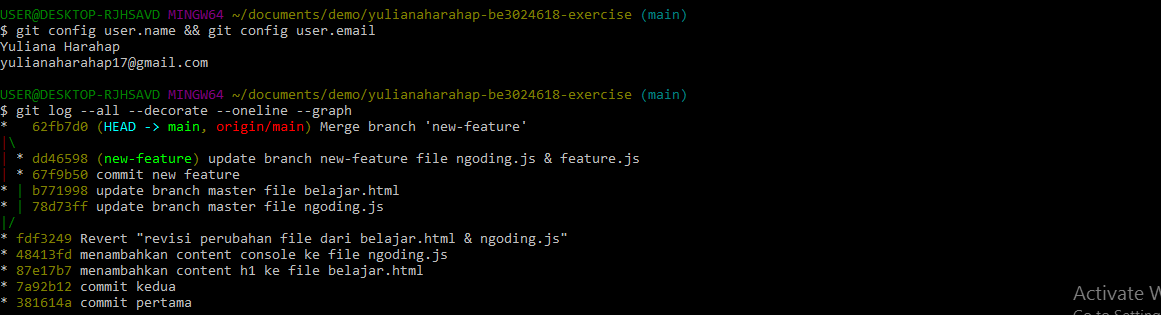 USER@DESKTOP-RJHSAVD MINGW64 ~/documents/demo/yulianaharahap-be3024618-exercise (main)
$ git config user.name && git config user.email
Yuliana Harahap
yulianaharahap17@gmail.com
USER@DESKTOP-RJHSAVD MINGW64 ~/documents/demo/yulianaharahap-be3024618-exercise (main)
$ git log --all --decorate --oneline --graph
*   62fb7d0 (HEAD -> main, origin/main) Merge branch 'new-feature'
|\
| * dd46598 (new-feature) update branch new-feature file ngoding.js & feature.js
| * 67f9b50 commit new feature
* | b771998 update branch master file belajar.html
* | 78d73ff update branch master file ngoding.js
|/
* fdf3249 Revert "revisi perubahan file dari belajar.html & ngoding.js"
* 48413fd menambahkan content console ke file ngoding.js
* 87e17b7 menambahkan content h1 ke file belajar.html
* 7a92b12 commit kedua
* 381614a commit pertama
Activate W
Go to Setting